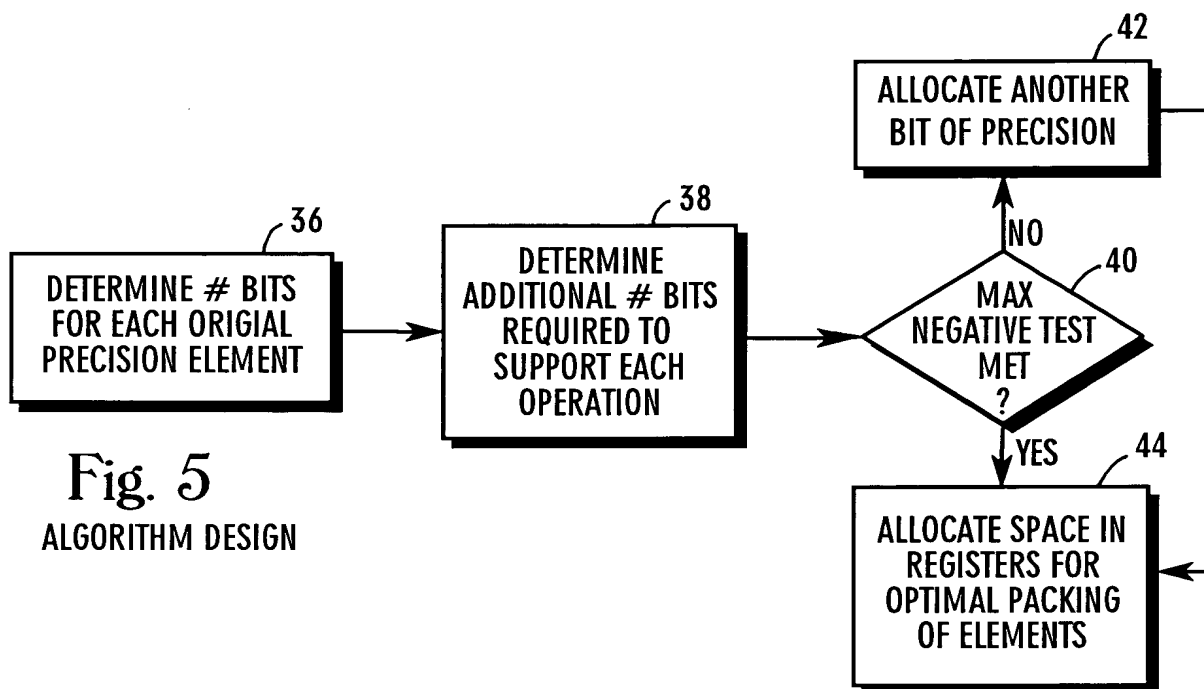 42
ALLOCATE ANOTHER
BIT OF PRECISION
36
DETERMINE # BITS
FOR EACH ORIGIAL
PRECISION ELEMENT
38
DETERMINE
ADDITIONAL # BITS
REQUIRED TO
SUPPORT EACH
OPERATION
NO
40
MAX
NEGATIVE TEST
MET
?
YES
44
ALLOCATE SPACE IN
REGISTERS FOR
OPTIMAL PACKING
OF ELEMENTS
Fig. 5
ALGORITHM DESIGN